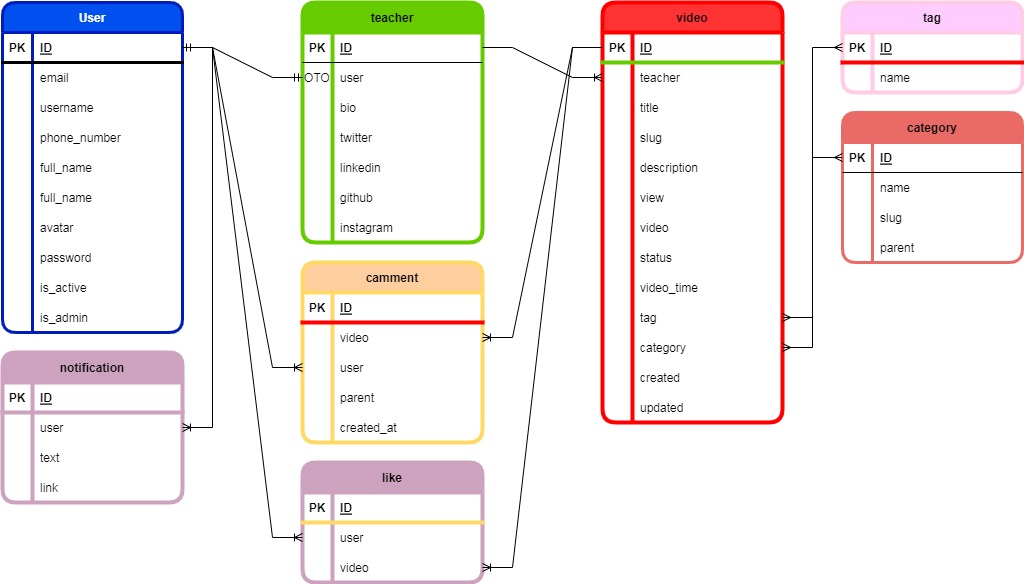 User
PK ID
email
username
phone_number
full_name
full_name
avatar
password
is_active
is_admin
notification
PK ID
user
text
link
teacher
PK ID
OTO user
bio
twitter
linkedin
github
instagram
camment
PK ID
video
user
parent
created_at
like
PK ID
user
video
video
PK ID
teacher
title
slug
description
view
video
status
video_time
tag
category
created
updated
tag
PK ID
name
category
PK ID
name
slug
parent